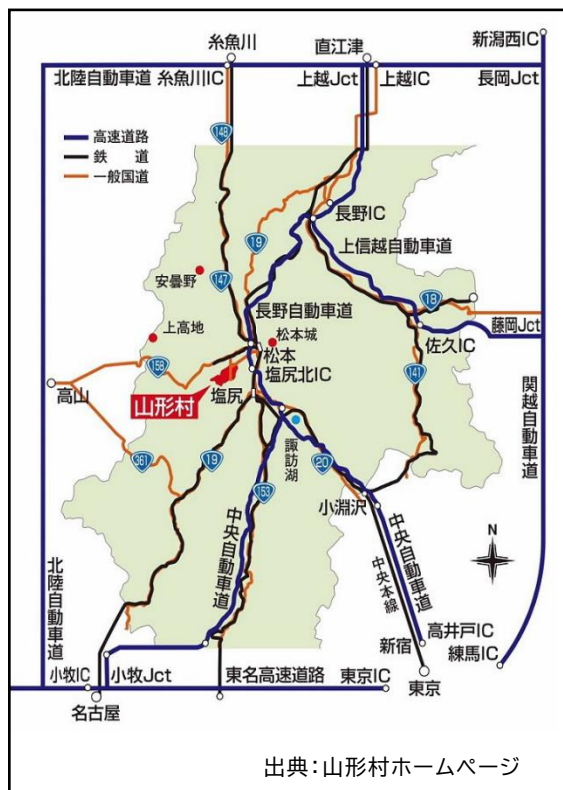 糸魚川
直江津
新潟西IC
北陸自動車道
糸魚川IC
上越Jct
上越IC
長岡Jct
高速道路
鉄　道
一般国道
148
長野IC
19
上信越自動車道
安曇野
147
18
長野自動車道
藤岡Jct
上高地
松本城
松本
佐久IC
158
塩尻北IC
141
高山
山形村
塩尻
関越自動車道
361
19
諏訪湖
20
153
小淵沢
N
中央自動車道
中央自動車道
中央本線
北陸自動車道
高井戸IC
新宿
練馬IC
小牧IC
小牧Jct
東名高速道路
東京IC
東京
名古屋
出典：山形村ホームページ